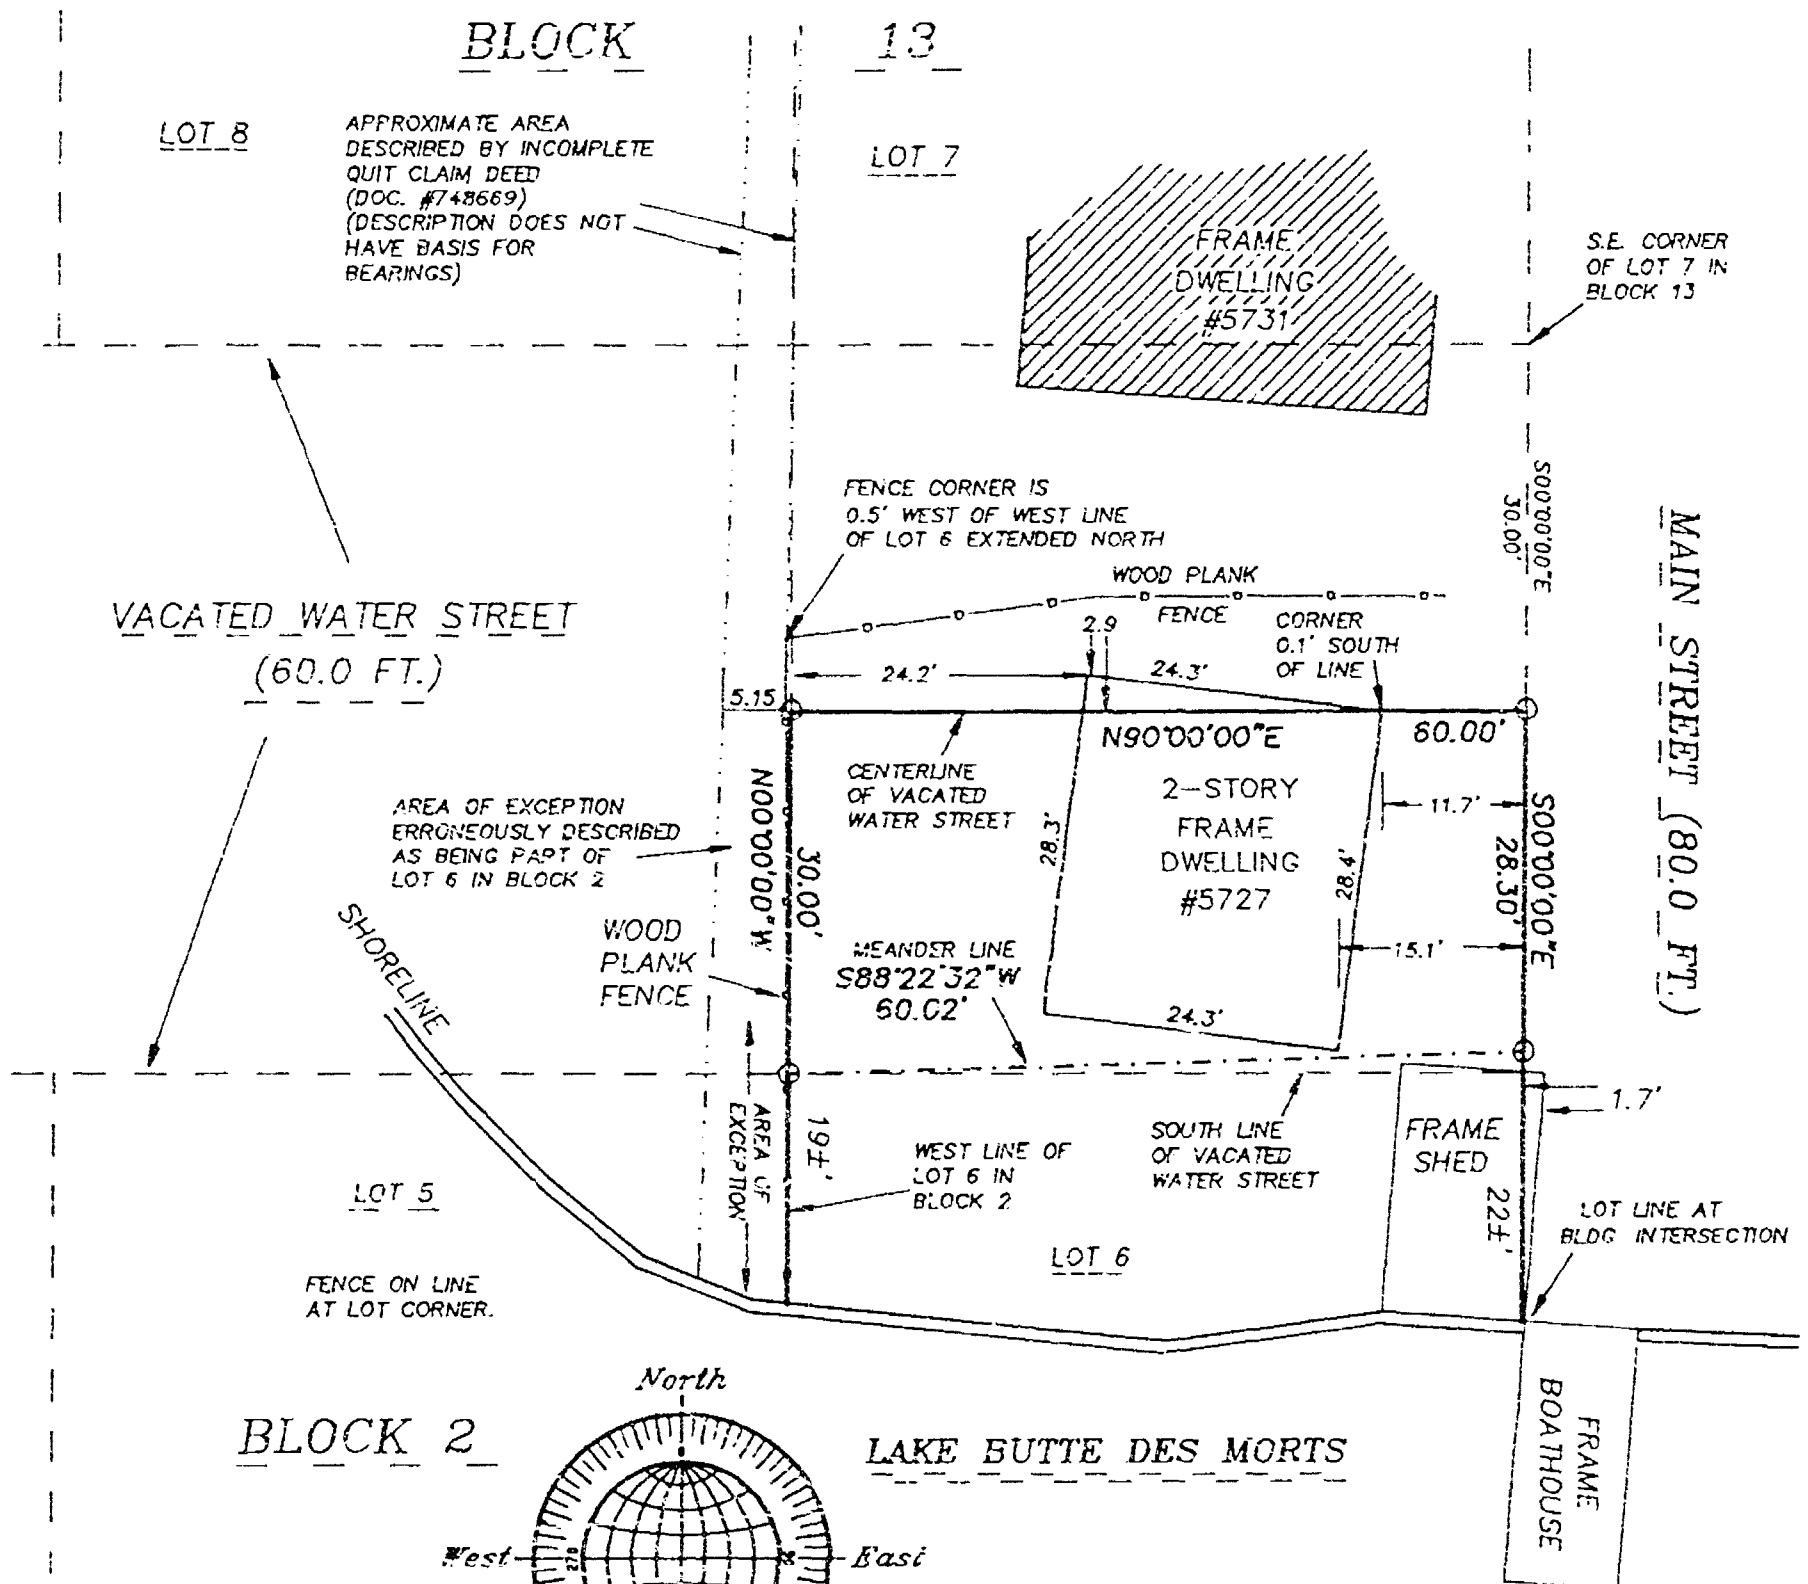 BLOCK 13
LOT 8
APPROXIMATE AREA
DESCRIBED BY INCOMPLETE
QUIT CLAIM DEED
(DOC. #748669)
(DESCRIPTION DOES NOT
HAVE BASIS FOR
BEARINGS)
LOT 7
FRAME
DWELLING
#5731
S.E. CORNER
OF LOT 7 IN
BLOCK 13
S00°00'00"E
30.00'
MAIN STREET (80.0 FT.)
FENCE CORNER IS
0.5' WEST OF WEST LINE
OF LOT 6 EXTENDED NORTH
WOOD PLANK
FENCE
CORNER
0.1' SOUTH
OF LINE
2.9
24.2'
24.3'
VACATED WATER STREET
(60.0 FT.)
5.15
N90°00'00"E
60.00'
CENTERLINE
OF VACATED
WATER STREET
2-STORY
FRAME
DWELLING
#5727
11.7'
28.3'
28.4'
S00°00'00"E
28.30'
AREA OF EXCEPTION
ERRONEOUSLY DESCRIBED
AS BEING PART OF
LOT 6 IN BLOCK 2
N00°00'00"W
30.00'
SHORELINE
WOOD
PLANK
FENCE
MEANDER LINE
S88°22'32"W
60.02'
15.1'
24.3'
1.7'
AREA OF
EXCEPTION
19±'
WEST LINE OF
LOT 6 IN
BLOCK 2
SOUTH LINE
OF VACATED
WATER STREET
FRAME
SHED
22±'
LOT 5
LOT 6
LOT LINE AT
BLDG INTERSECTION
FENCE ON LINE
AT LOT CORNER.
North
BLOCK 2
LAKE BUTTE DES MORTS
FRAME
BOATHOUSE
West
270
East